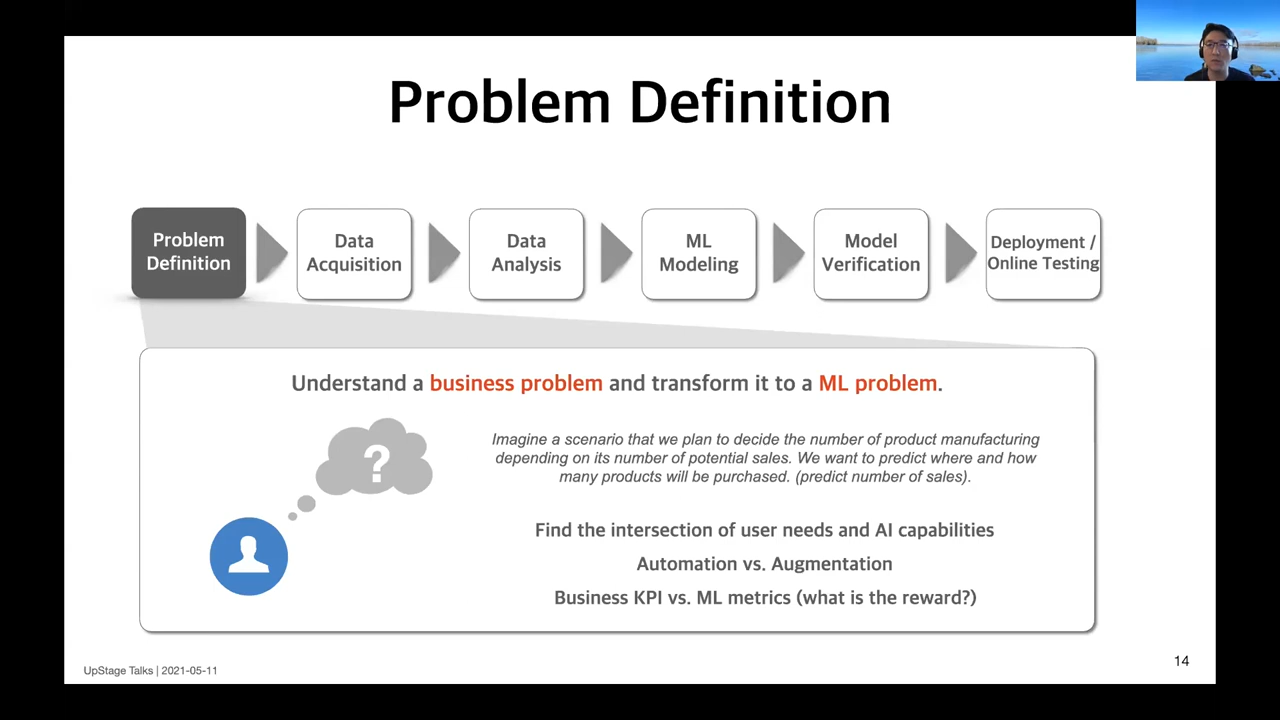 Problem Definition
Problem
Definition
Data
Acquisition
Data
Analysis
ML
Modeling
Model
Verification
Deployment /
Online Testing
Understand a business problem and transform it to a ML problem.
?
Imagine a scenario that we plan to decide the number of product manufacturing
depending on its number of potential sales. We want to predict where and how
many products will be purchased. (predict number of sales).
Find the intersection of user needs and AI capabilities
Automation vs. Augmentation
Business KPI vs. ML metrics (what is the reward?)
UpStage Talks | 2021-05-11
14